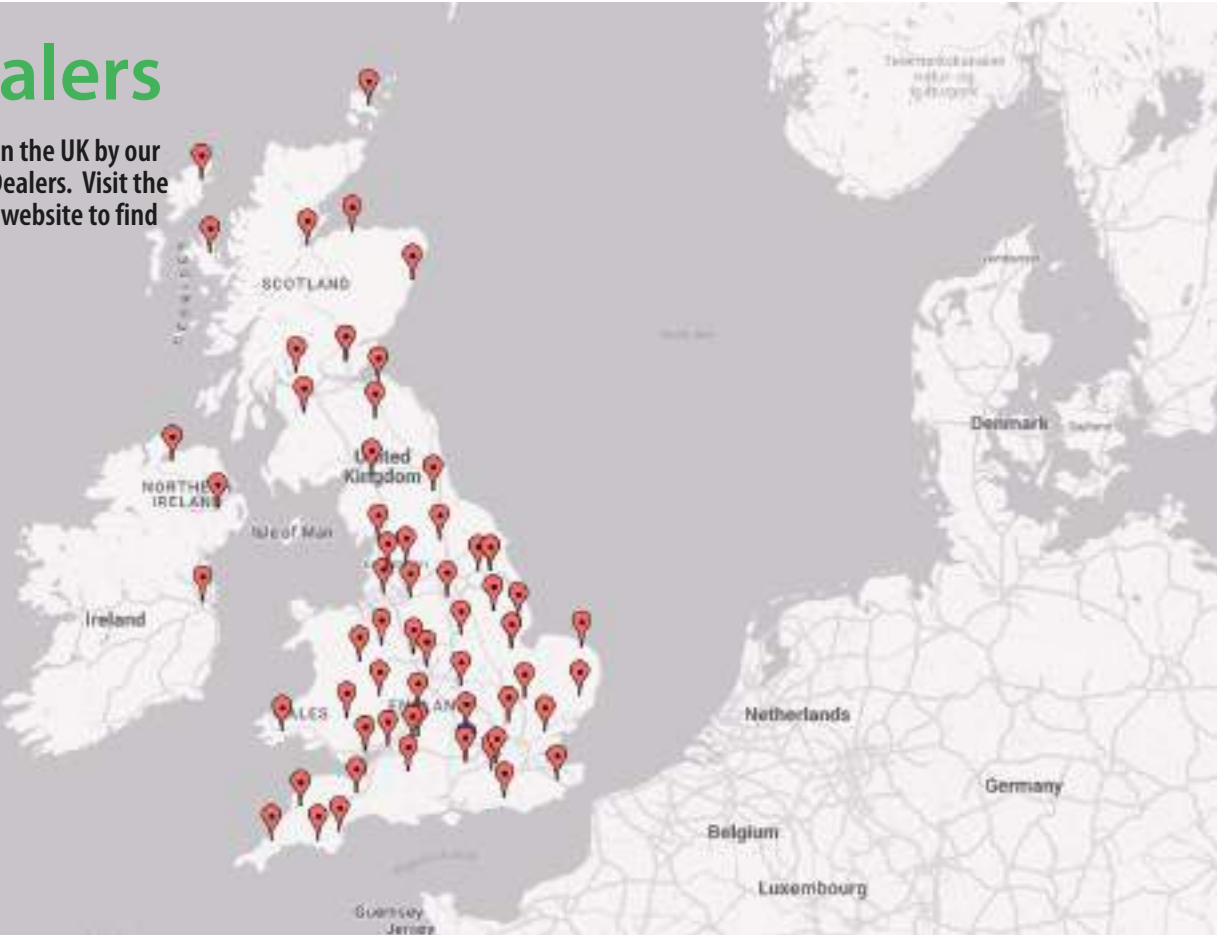 alers
n the UK by our
Dealers. Visit the
website to find
SCOTLAND
United
Kingdom
NORTHERN
IRELAND
Isle of Man
Ireland
WALES
ENGLAND
Denmark
Netherlands
Germany
Belgium
Luxembourg
Guernsey
Jersey